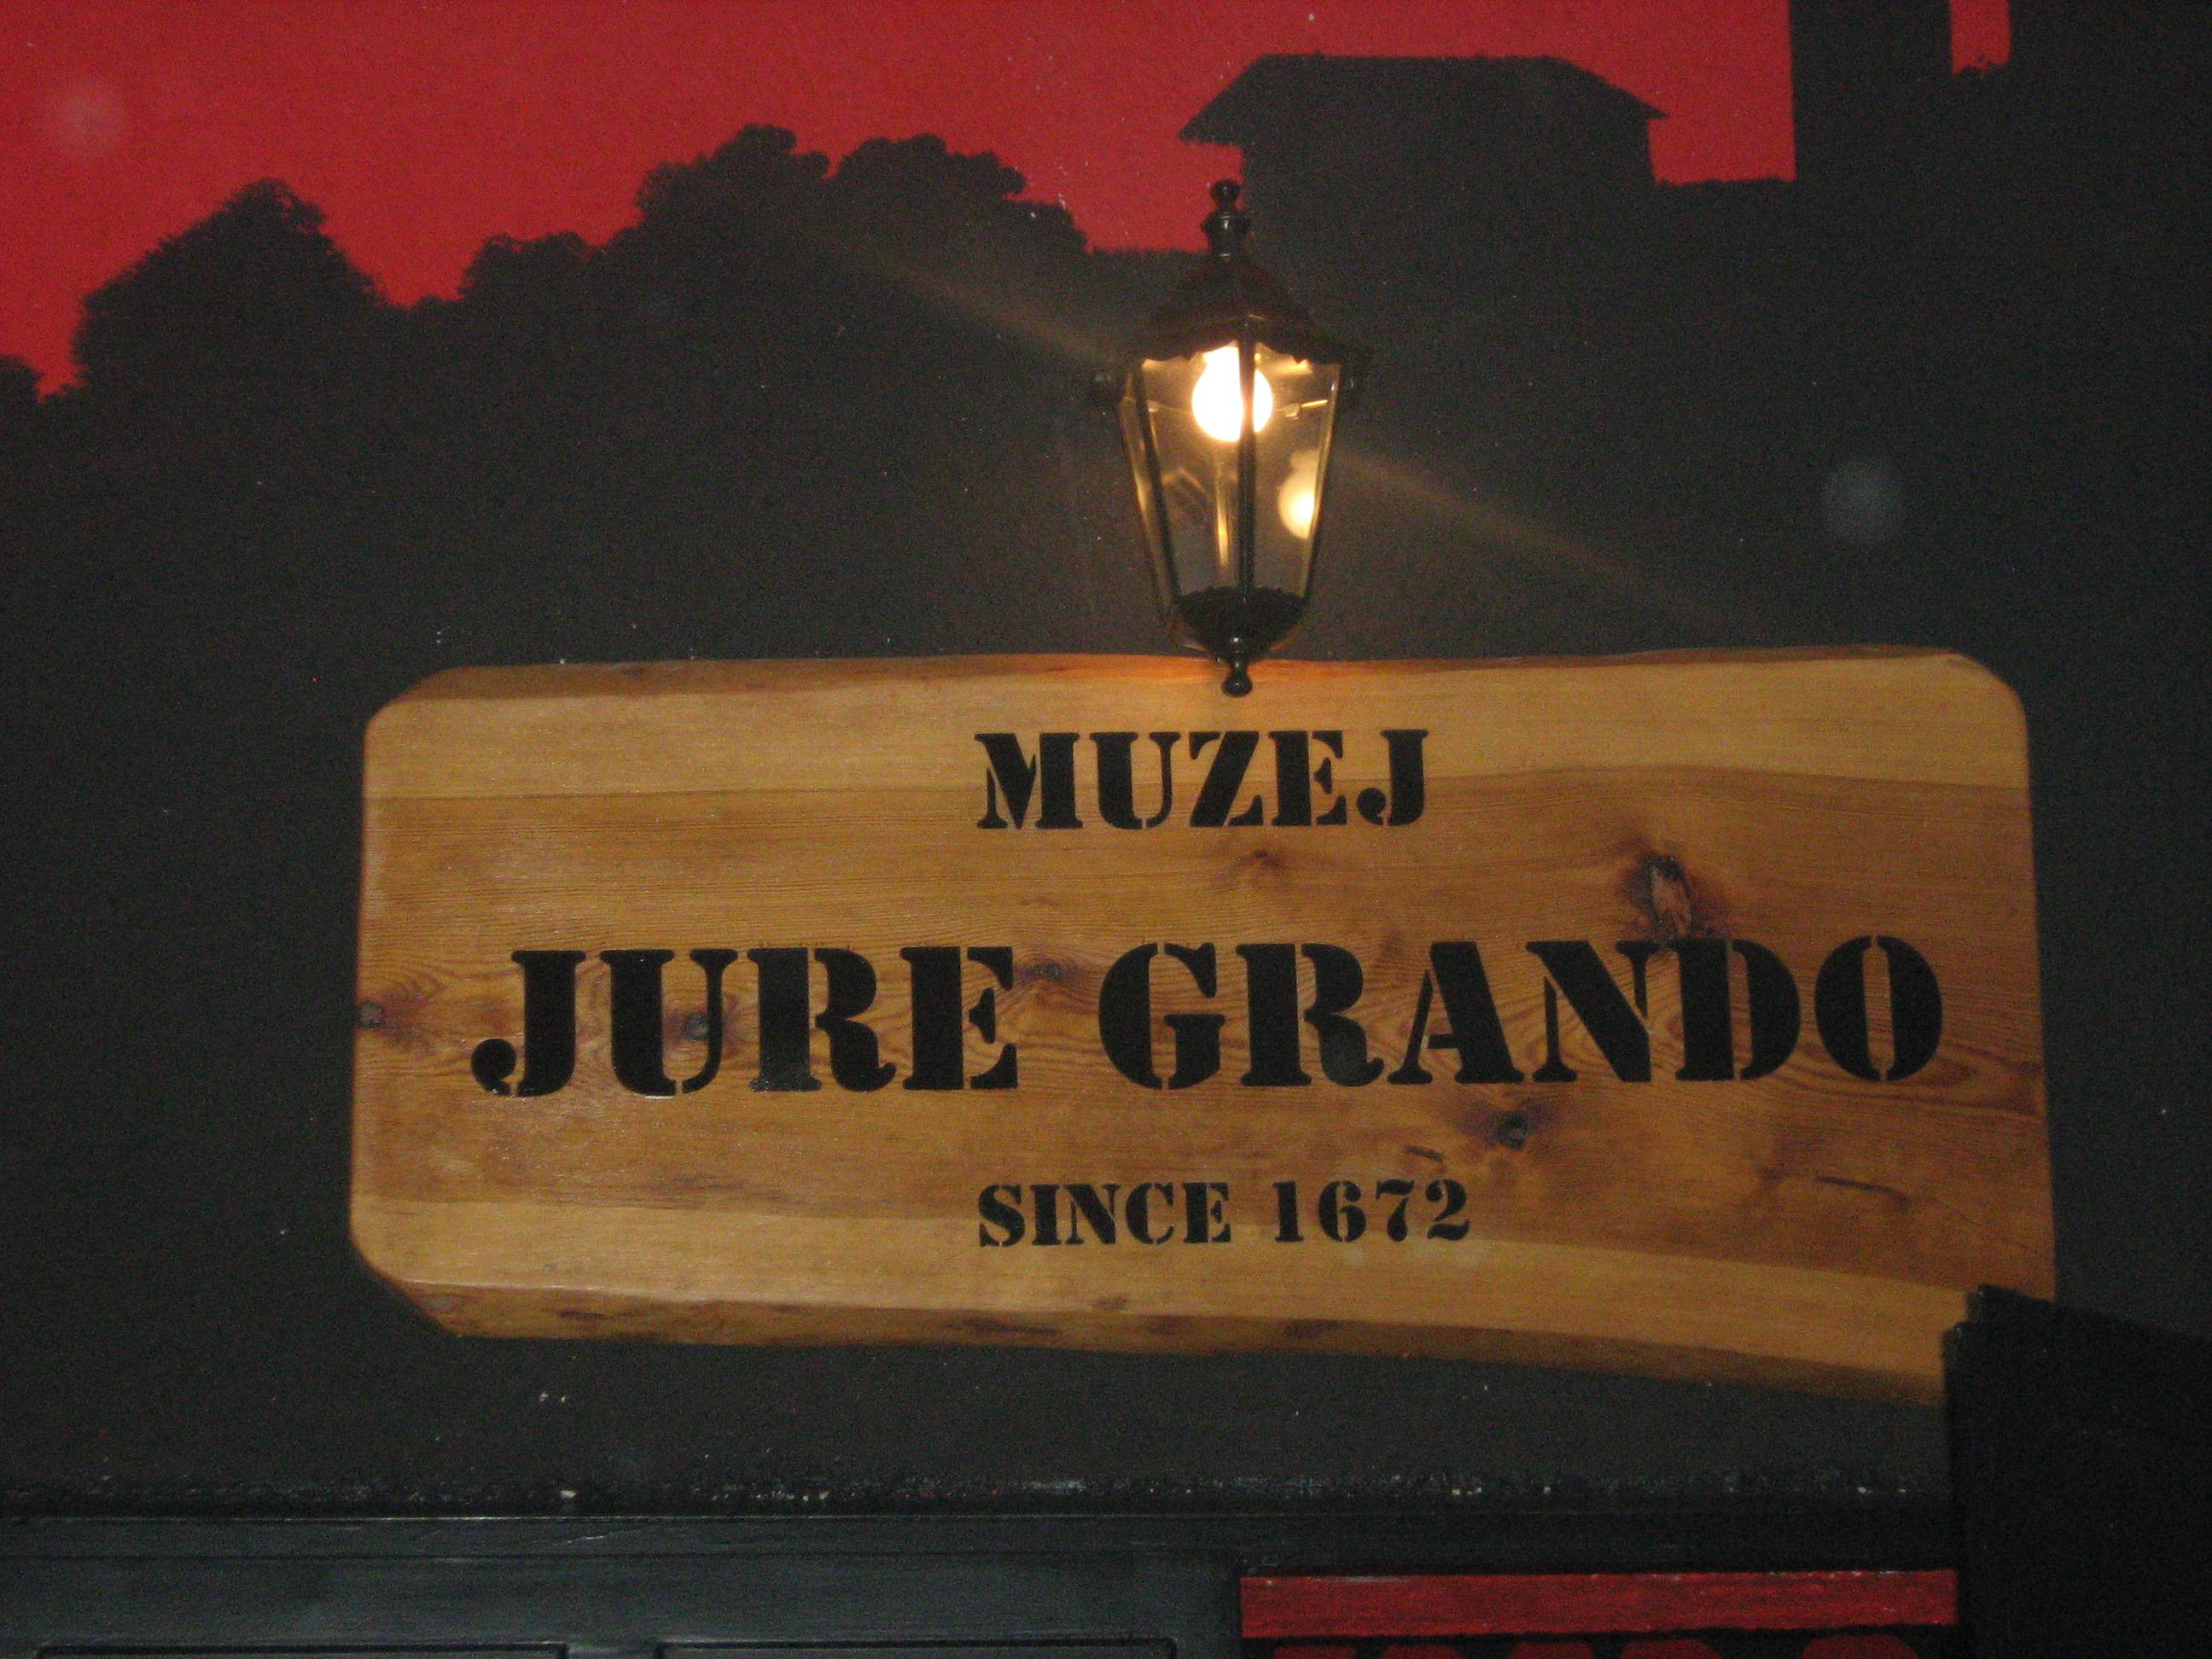 MUZEJ
JURE GRANDO
SINCE 1672